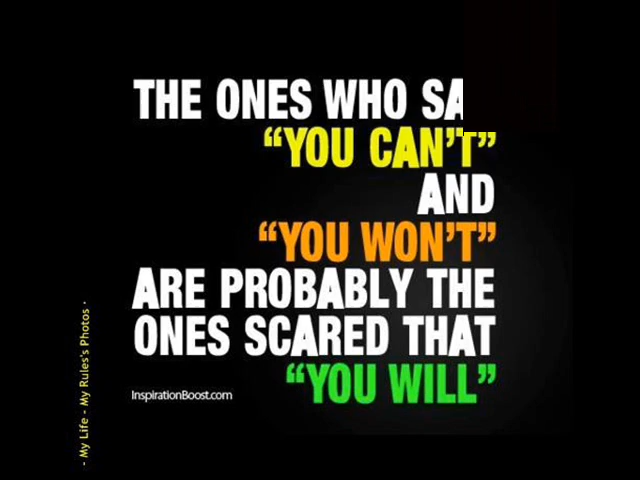 THE ONES WHO SA
“YOU CAN'T”
AND
“YOU WON'T”
ARE PROBABLY THE
ONES SCARED THAT
“YOU WILL”
InspirationBoost.com
- My Life - My Rules's Photos ·